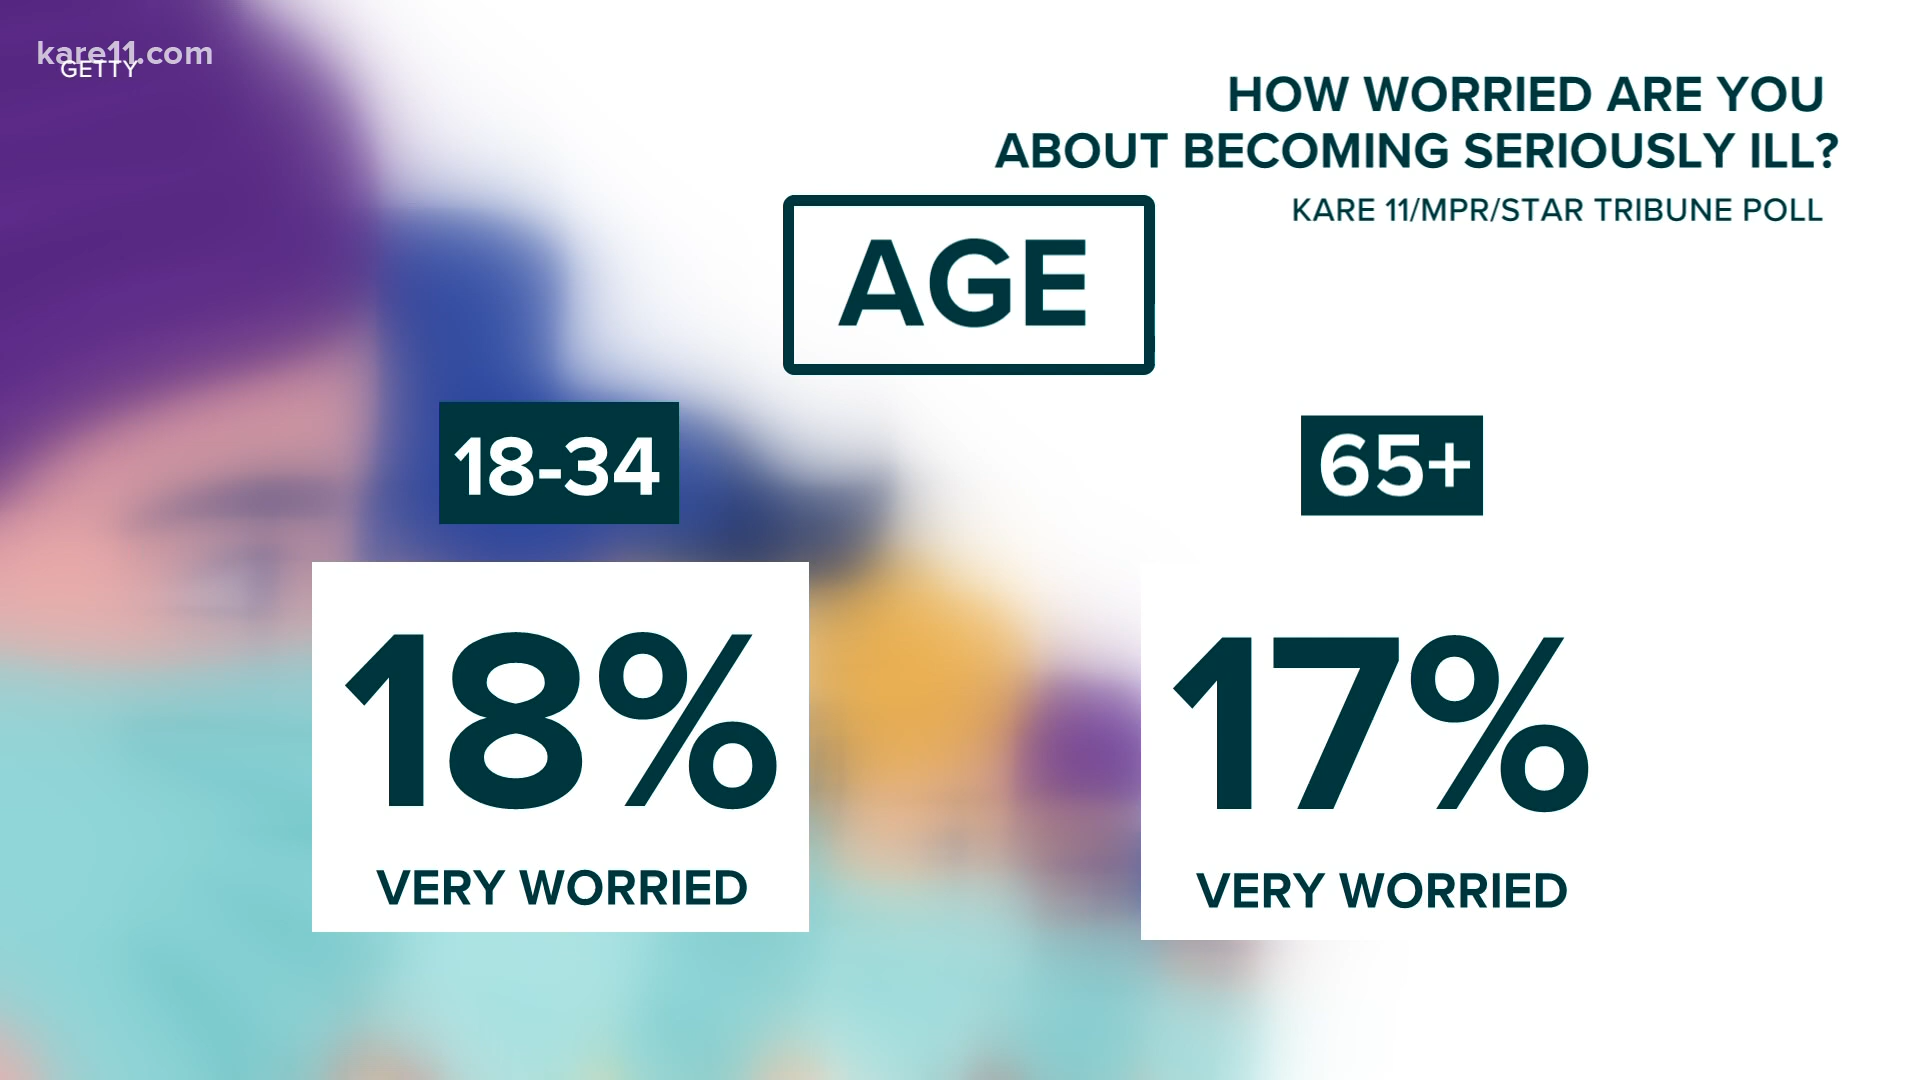 kare11.com
GETTY
HOW WORRIED ARE YOU
ABOUT BECOMING SERIOUSLY ILL?
KARE 11/MPR/STAR TRIBUNE POLL
AGE
18-34
65+
18%
17%
VERY WORRIED
VERY WORRIED